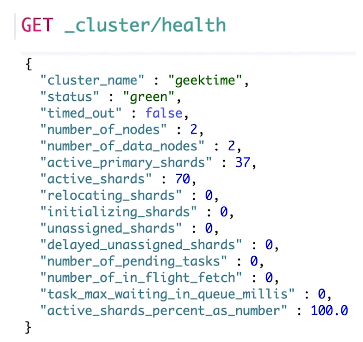 GET _cluster/health
{
  "cluster_name" : "geektime",
  "status" : "green",
  "timed_out" : false,
  "number_of_nodes" : 2,
  "number_of_data_nodes" : 2,
  "active_primary_shards" : 37,
  "active_shards" : 70,
  "relocating_shards" : 0,
  "initializing_shards" : 0,
  "unassigned_shards" : 0,
  "delayed_unassigned_shards" : 0,
  "number_of_pending_tasks" : 0,
  "number_of_in_flight_fetch" : 0,
  "task_max_waiting_in_queue_millis" : 0,
  "active_shards_percent_as_number" : 100.0
}